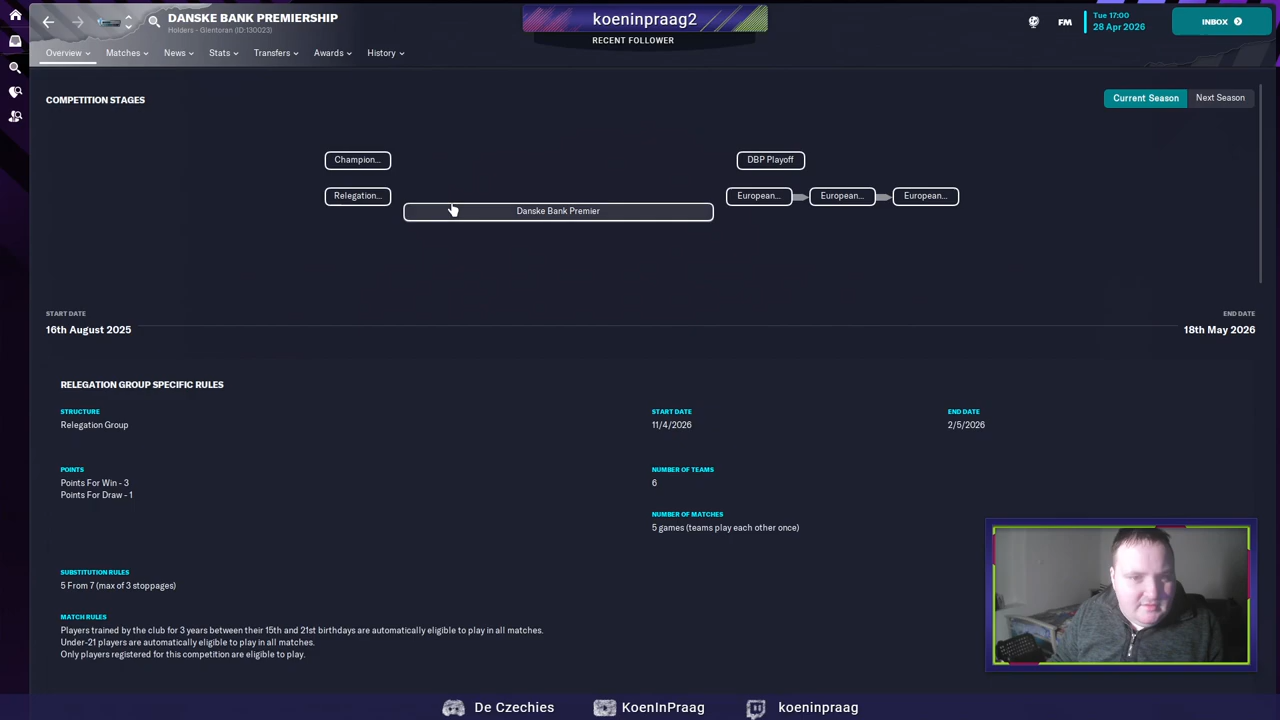 DANSKE BANK PREMIERSHIP
Holders - Glentoran (ID:130023)
koeninpraag2
RECENT FOLLOWER
FM
Tue 17:00
28 Apr 2026
INBOX
Overview
Matches
News
Stats
Transfers
Awards
History
COMPETITION STAGES
Current Season
Next Season
Champion...
DBP Playoff
Relegation...
European...
European...
European...
Danske Bank Premier
START DATE
16th August 2025
END DATE
18th May 2026
RELEGATION GROUP SPECIFIC RULES
STRUCTURE
Relegation Group
START DATE
11/4/2026
END DATE
2/5/2026
POINTS
Points For Win - 3
Points For Draw - 1
NUMBER OF TEAMS
6
NUMBER OF MATCHES
5 games (teams play each other once)
SUBSTITUTION RULES
5 From 7 (max of 3 stoppages)
MATCH RULES
Players trained by the club for 3 years between their 15th and 21st birthdays are automatically eligible to play in all matches.
Under-21 players are automatically eligible to play in all matches.
Only players registered for this competition are eligible to play.
De Czechies
KoenInPraag
koeninpraag